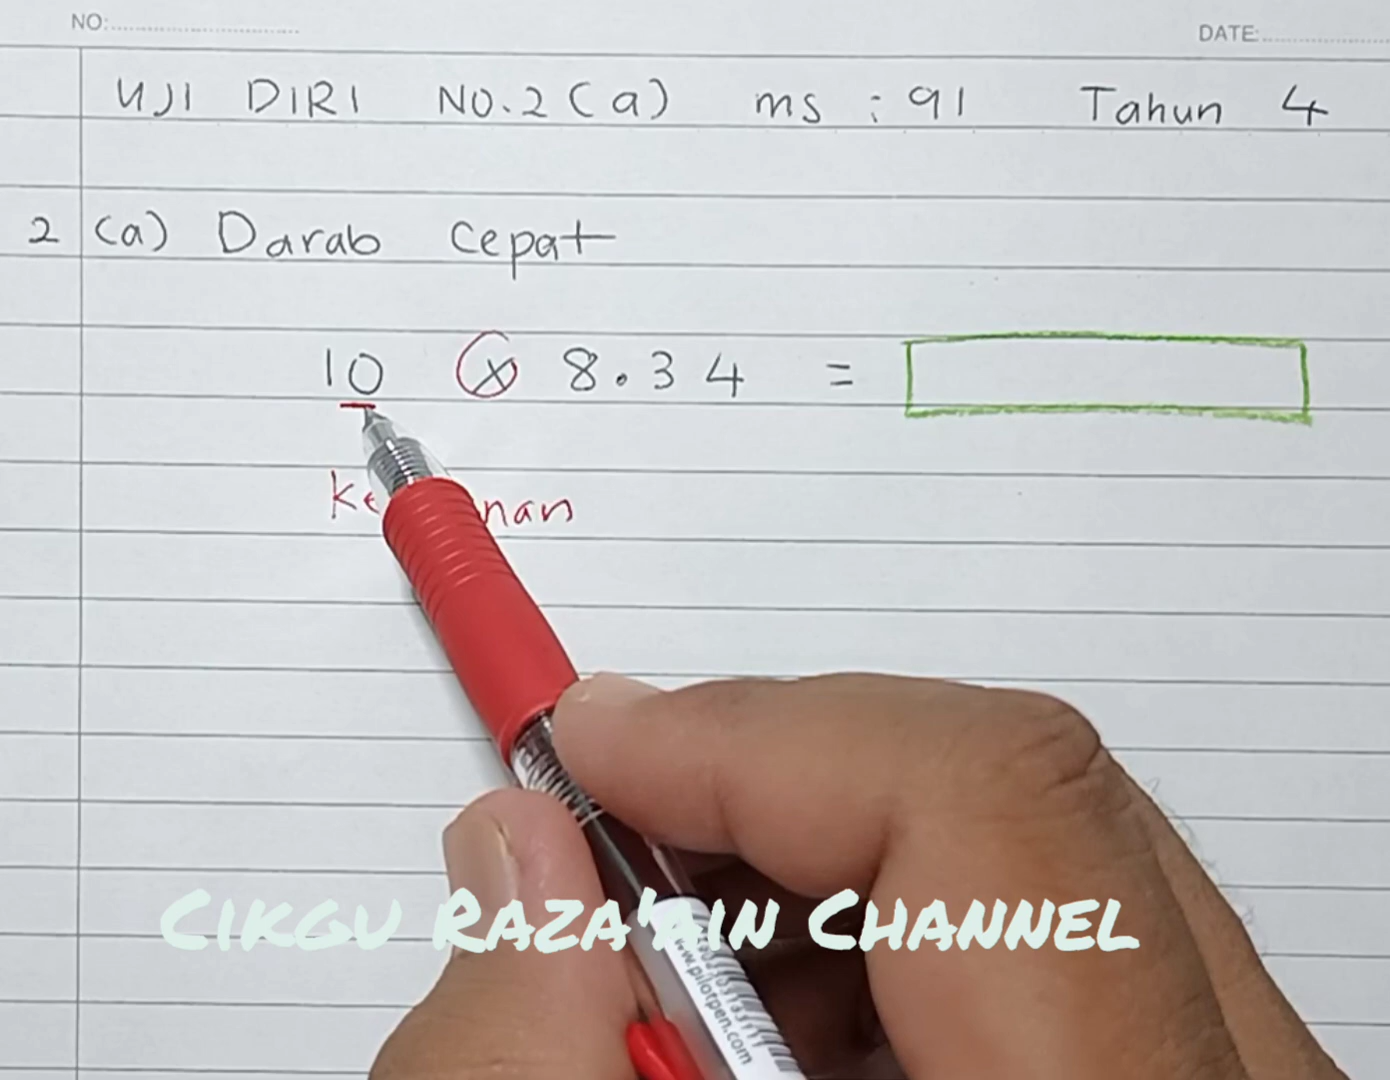 NO:
DATE:
UJI DIRI NO.2(a) ms : 91 Tahun 4
2 (a) Darab Cepat
10 x 8.34 =
CIKGU RAZA'AIN CHANNEL
www.pilotpen.com